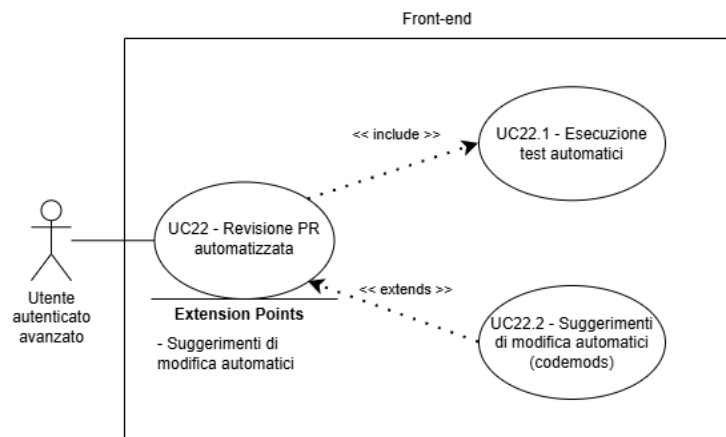 Front-end
<< include >>
UC22.1 - Esecuzione
test automatici
UC22 - Revisione PR
automatizzata
Utente
autenticato
avanzato
<< extends >>
Extension Points
- Suggerimenti di
modifica automatici
UC22.2 - Suggerimenti
di modifica automatici
(codemods)